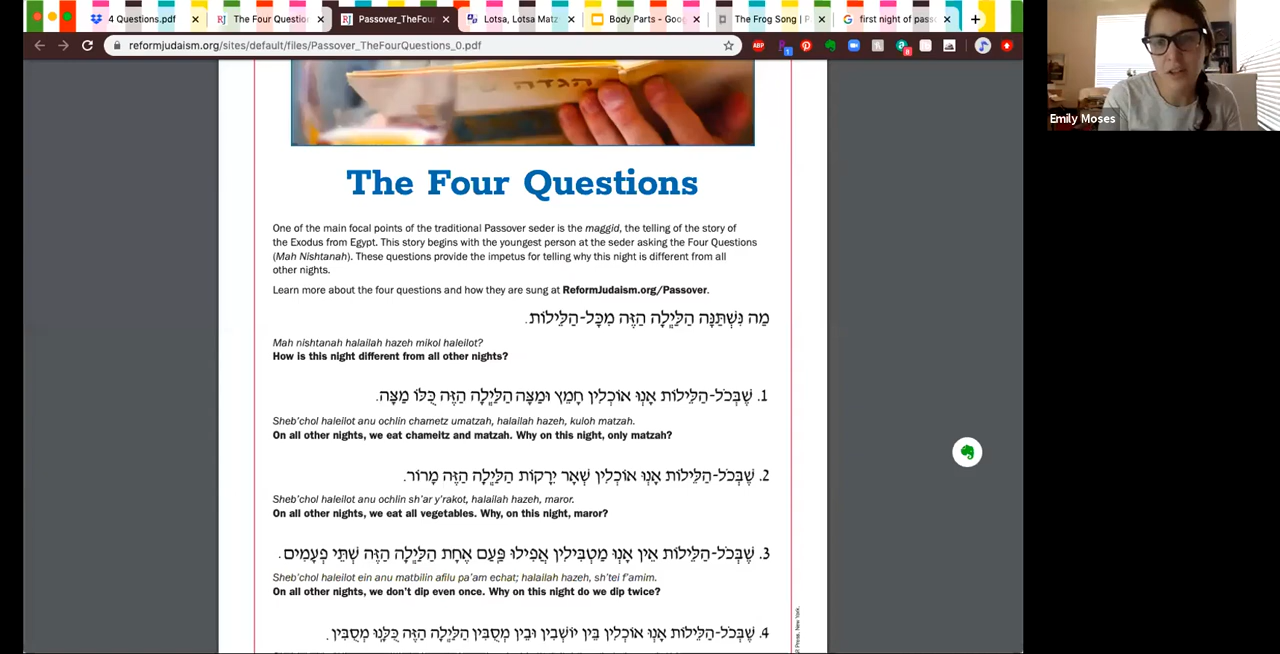 4 Questions.pdf
The Four Questio
Passover_TheFou
Lotsa, Lotsa Matz
Body Parts - Goo
The Frog Song | P
first night of pass
reformjudaism.org/sites/default/files/Passover_TheFourQuestions_0.pdf
ABP
1
8
Emily Moses
הגדה
The Four Questions
One of the main focal points of the traditional Passover seder is the maggid, the telling of the story of
the Exodus from Egypt. This story begins with the youngest person at the seder asking the Four Questions
(Mah Nishtanah). These questions provide the impetus for telling why this night is different from all
other nights.
Learn more about the four questions and how they are sung at ReformJudaism.org/Passover.
מַה נִּשְׁתַּנָּה הַלַּיְלָה הַזֶּה מִכָּל-הַלֵּילוֹת.
Mah nishtanah halailah hazeh mikol haleilot?
How is this night different from all other nights?
1. שֶׁבְּכֹל-הַלֵּילוֹת אָנוּ אוֹכְלִין חָמֵץ וּמַצָּה הַלַּיְלָה הַזֶּה כֻּלּוֹ מַצָּה.
Sheb'chol haleilot anu ochlin chametz umatzah, halailah hazeh, kuloh matzah.
On all other nights, we eat chameitz and matzah. Why on this night, only matzah?
2. שֶׁבְּכֹל-הַלֵּילוֹת אָנוּ אוֹכְלִין שְׁאָר יְרָקוֹת הַלַּיְלָה הַזֶּה מָרוֹר.
Sheb'chol haleilot anu ochlin sh'ar y'rakot, halailah hazeh, maror.
On all other nights, we eat all vegetables. Why, on this night, maror?
3. שֶׁבְּכֹל-הַלֵּילוֹת אֵין אָנוּ מַטְבִּילִין אֲפִילוּ פַּעַם אֶחָת הַלַּיְלָה הַזֶּה שְׁתֵּי פְעָמִים.
Sheb'chol haleilot ein anu matbilin afilu pa'am echat; halailah hazeh, sh'tei f'amim.
On all other nights, we don't dip even once. Why on this night do we dip twice?
4. שֶׁבְּכֹל-הַלֵּילוֹת אָנוּ אוֹכְלִין בֵּין יוֹשְׁבִין וּבֵין מְסֻבִּין הַלַּיְלָה הַזֶּה כֻּלָּנוּ מְסֻבִּין.
Press, New York.